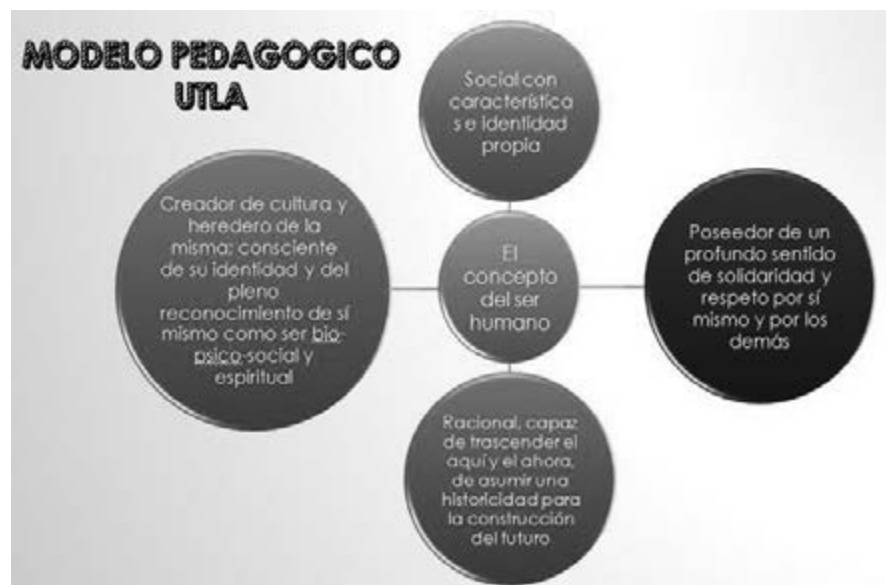 MODELO PEDAGOGICO
UTLA
Social con
característica
s e identidad
propia
Creador de cultura y
heredero de la
misma; consciente
de su identidad y del
pleno
reconocimiento de sí
mismo como ser bio-
psico-social y
espiritual
El
concepto
del ser
humano
Poseedor de un
profundo sentido
de solidaridad y
respeto por sí
mismo y por los
demás
Racional, capaz
de trascender el
aquí y el ahora,
de asumir una
historicidad para
la construcción
del futuro